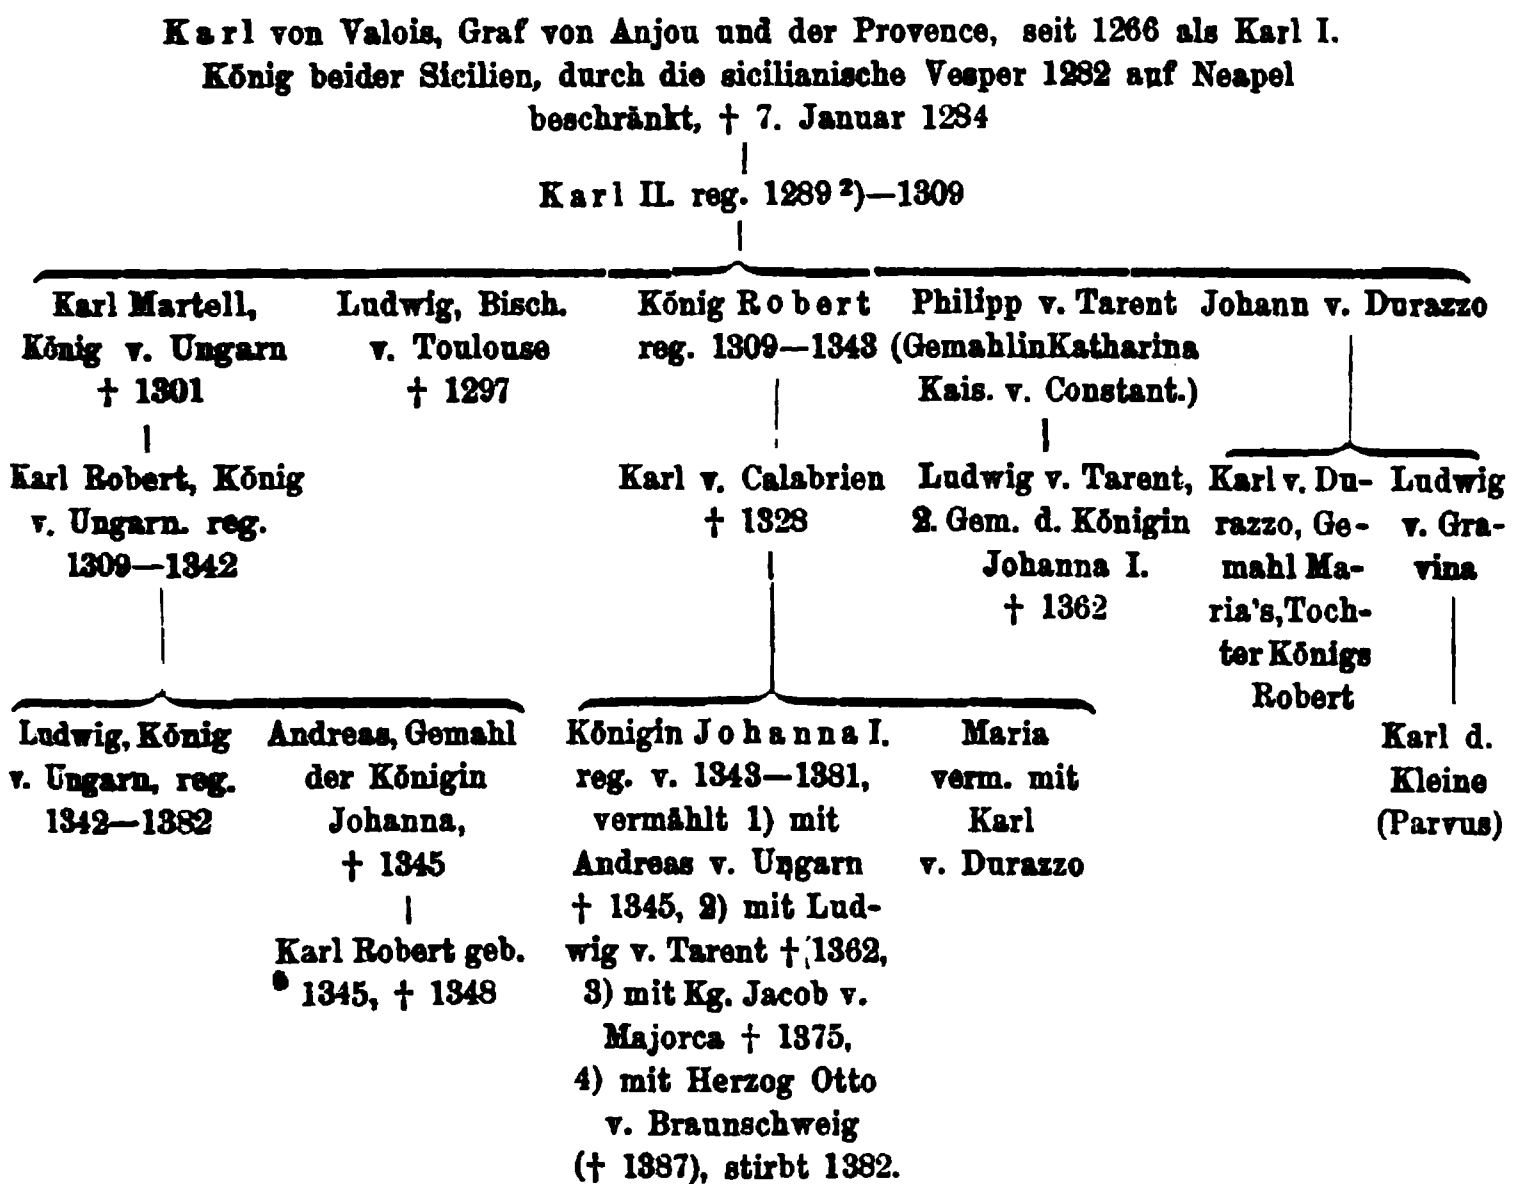 Karl von Valois, Graf von Anjou und der Provence, seit 1266 als Karl I.
König beider Sicilien, durch die sicilianische Vesper 1282 auf Neapel
beschränkt, † 7. Januar 1284
Karl II. reg. 1289 ²)—1309
Karl Martell,
König v. Ungarn
† 1301
Ludwig, Bisch.
v. Toulouse
† 1297
König Robert
reg. 1309—1343
Philipp v. Tarent
(Gemahlin Katharina
Kais. v. Constant.)
Johann v. Durazzo
Karl Robert, König
v. Ungarn. reg.
1309—1342
Karl v. Calabrien
† 1328
Ludwig v. Tarent,
2. Gem. d. Königin
Johanna I.
† 1362
Karl v. Du-
razzo, Ge-
mahl Ma-
ria's, Toch-
ter Königs
Robert
Ludwig
v. Gra-
vina
Ludwig, König
v. Ungarn, reg.
1342—1382
Andreas, Gemahl
der Königin
Johanna,
† 1345
Karl Robert geb.
1345, † 1348
Königin Johanna I.
reg. v. 1343—1381,
vermählt 1) mit
Andreas v. Ungarn
† 1345, 2) mit Lud-
wig v. Tarent † 1362,
3) mit Kg. Jacob v.
Majorca † 1375,
4) mit Herzog Otto
v. Braunschweig
(† 1387), stirbt 1382.
Maria
verm. mit
Karl
v. Durazzo
Karl d.
Kleine
(Parvus)